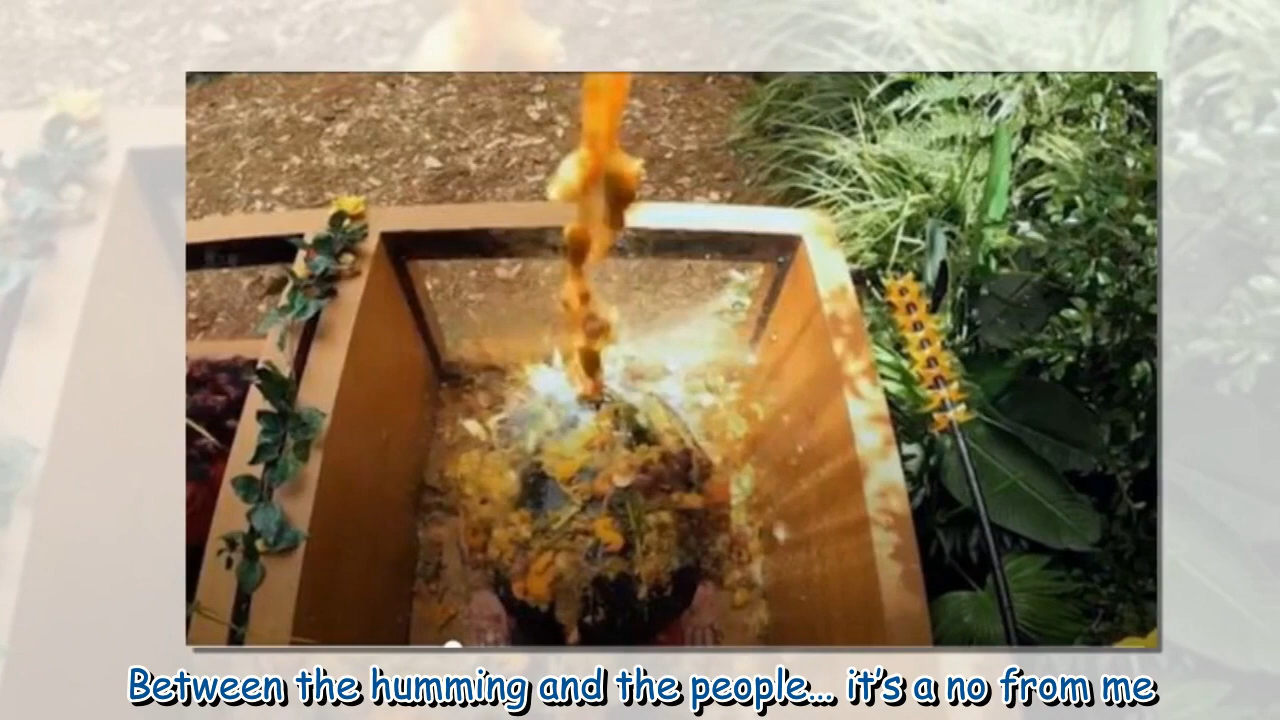 Between the humming and the people... it's a no from me